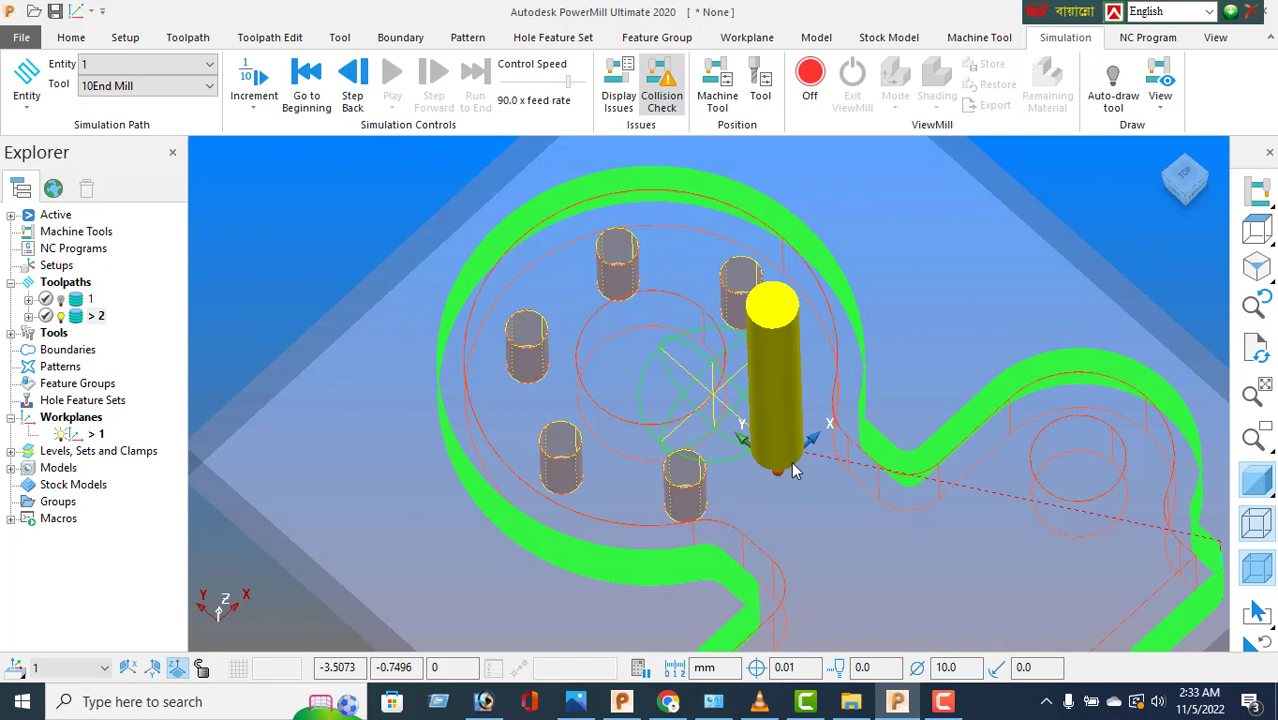 Autodesk PowerMill Ultimate 2020 [ * None ]
বায়ান্নো English
File Home Setup Toolpath Toolpath Edit Tool Boundary Pattern Hole Feature Set Feature Group Workplane Model Stock Model Machine Tool Simulation NC Program View
Entity
Entity 1
Tool 10End Mill
Simulation Path
1
10
Increment
Go to Beginning
Step Back
Play
Step Forward
Run to End
Control Speed
90.0 x feed rate
Simulation Controls
Display Issues
Collision Check
Issues
Machine Tool
Tool
Position
Off
Exit ViewMill
Mode
Shading
Store
Restore
Export
Remaining Material
ViewMill
Auto-draw tool
View
Draw
Explorer
Active
Machine Tools
NC Programs
Setups
Toolpaths
1
> 2
Tools
Boundaries
Patterns
Feature Groups
Hole Feature Sets
Workplanes
> 1
Levels, Sets and Clamps
Models
Stock Models
Groups
Macros
TOP
Y X
Y Z X
1 -3.5073 -0.7496 0 mm 0.01 0.0 10.0 0.0
Type here to search
2:33 AM
11/5/2022
3